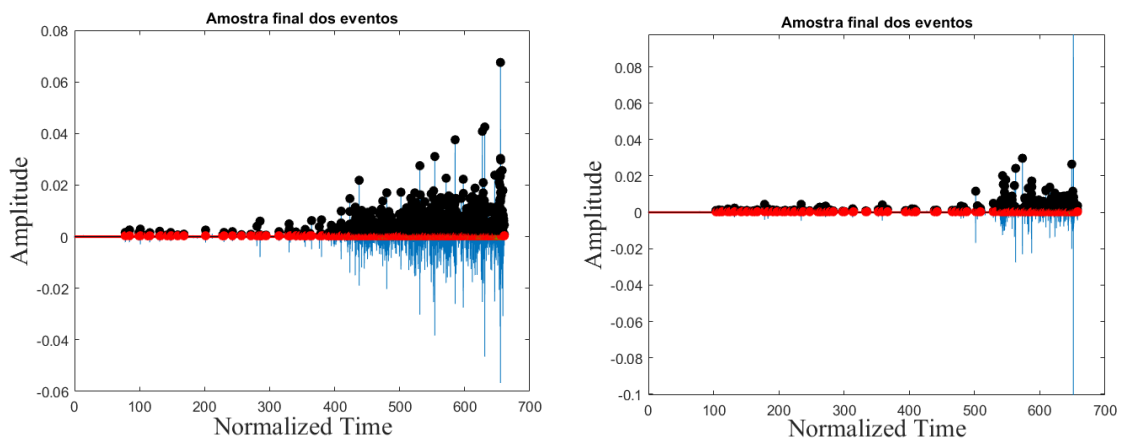 Amostra final dos eventos
Amplitude
0.08
0.06
0.04
0.02
0
-0.02
-0.04
-0.06
0 100 200 300 400 500 600 700
Normalized Time
Amostra final dos eventos
Amplitude
0.08
0.06
0.04
0.02
0
-0.02
-0.04
-0.06
-0.08
-0.1
0 100 200 300 400 500 600 700
Normalized Time